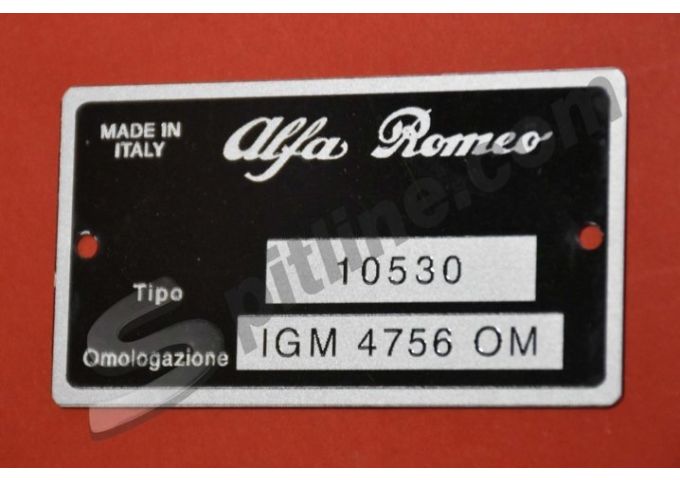 MADE IN
ITALY
Alfa Romeo
Tipo 10530
Omologazione IGM 4756 OM
Spitline.com